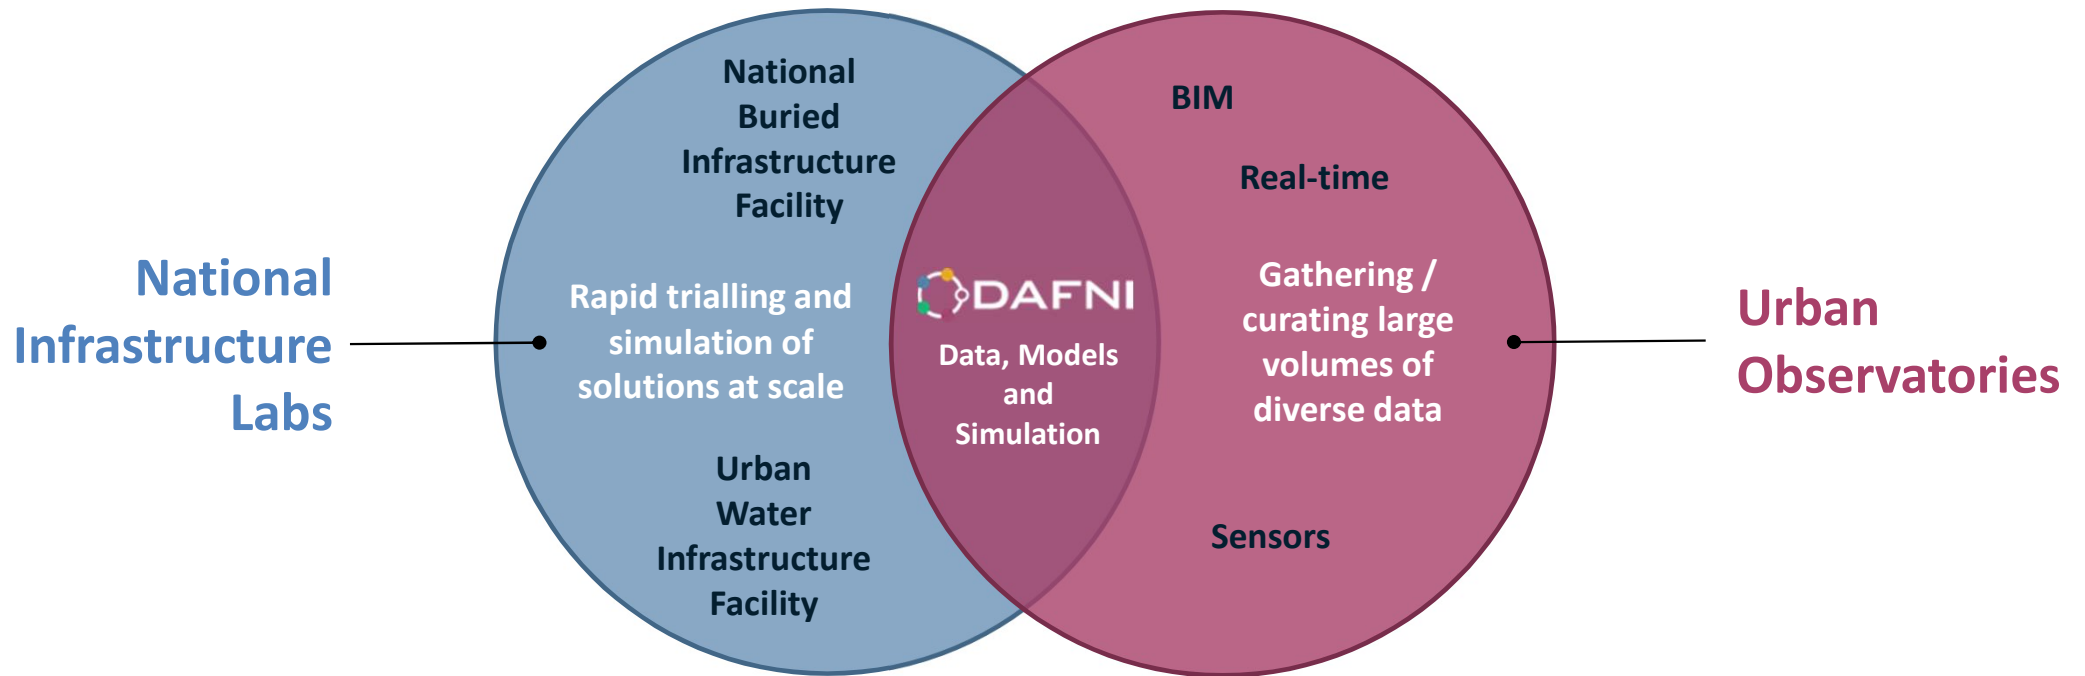 National
Infrastructure
Labs
National
Buried
Infrastructure
Facility
Rapid trialling and
simulation of
solutions at scale
Urban
Water
Infrastructure
Facility
DAFNI
Data, Models
and
Simulation
BIM
Real-time
Gathering /
curating large
volumes of
diverse data
Sensors
Urban
Observatories